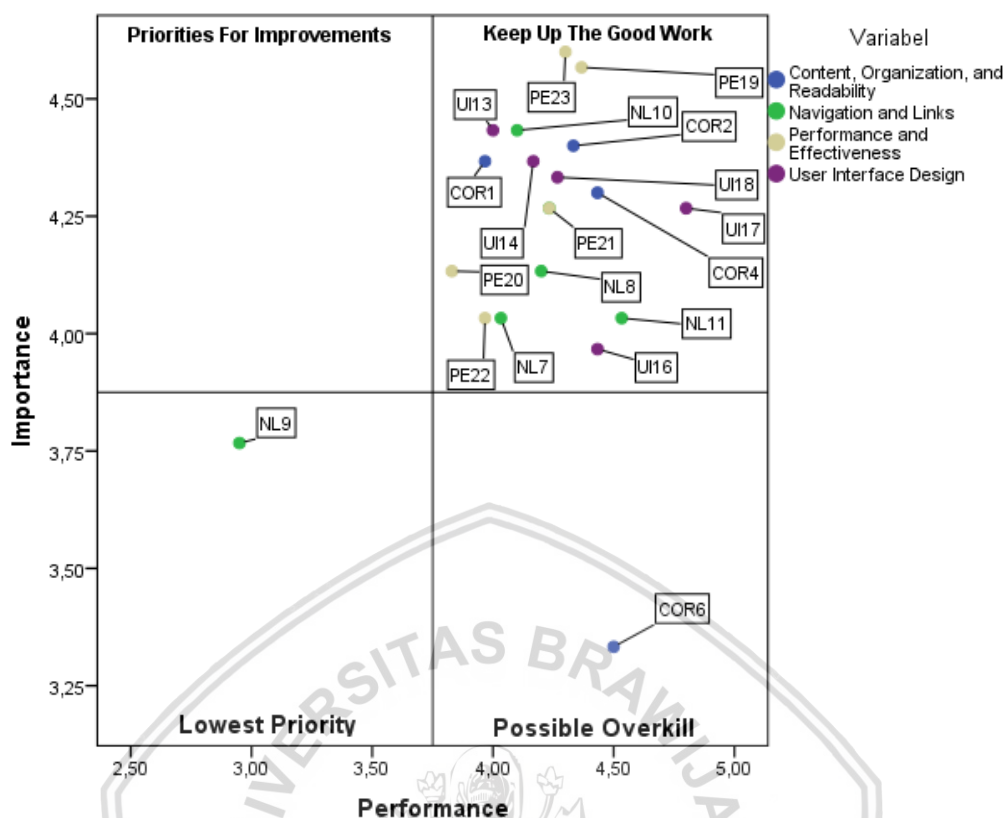 Priorities For Improvements
Keep Up The Good Work
Variabel
Content, Organization, and
Readability
Navigation and Links
Performance and
Effectiveness
User Interface Design
PE19
PE23
UI13
NL10
COR2
COR1
UI18
UI17
UI14
PE21
COR4
PE20
NL8
NL11
PE22
NL7
UI16
NL9
COR6
Lowest Priority
Possible Overkill
Importance
4,50
4,25
4,00
3,75
3,50
3,25
2,50 3,00 3,50 4,00 4,50 5,00
Performance
VERSITAS BRAWIJA